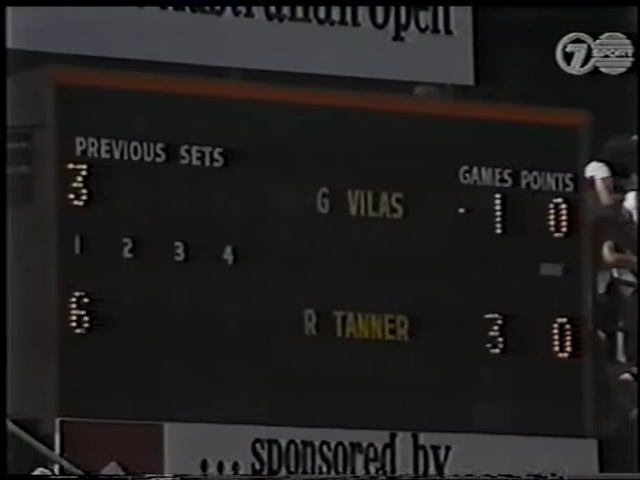 Australian Open
7 SPORT
PREVIOUS SETS
GAMES POINTS
3 G VILAS 1 0
1 2 3 4
6 R TANNER 3 0
... sponsored by